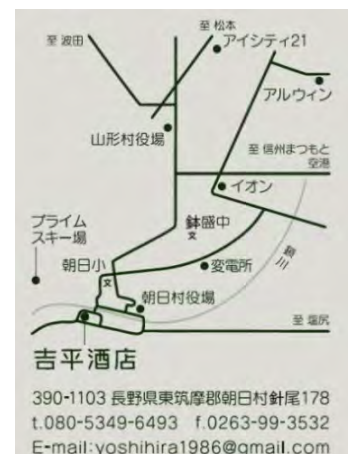 至 松本
至 波田
アイシティ21
アルウィン
山形村役場
至 信州まつもと
空港
イオン
プライム
スキー場
鉢盛中
文
鎖川
朝日小
文
変電所
朝日村役場
至 塩尻
吉平酒店
390-1103 長野県東筑摩郡朝日村針尾178
t.080-5349-6493 f.0263-99-3532
E-mail:yoshihira1986@gmail.com